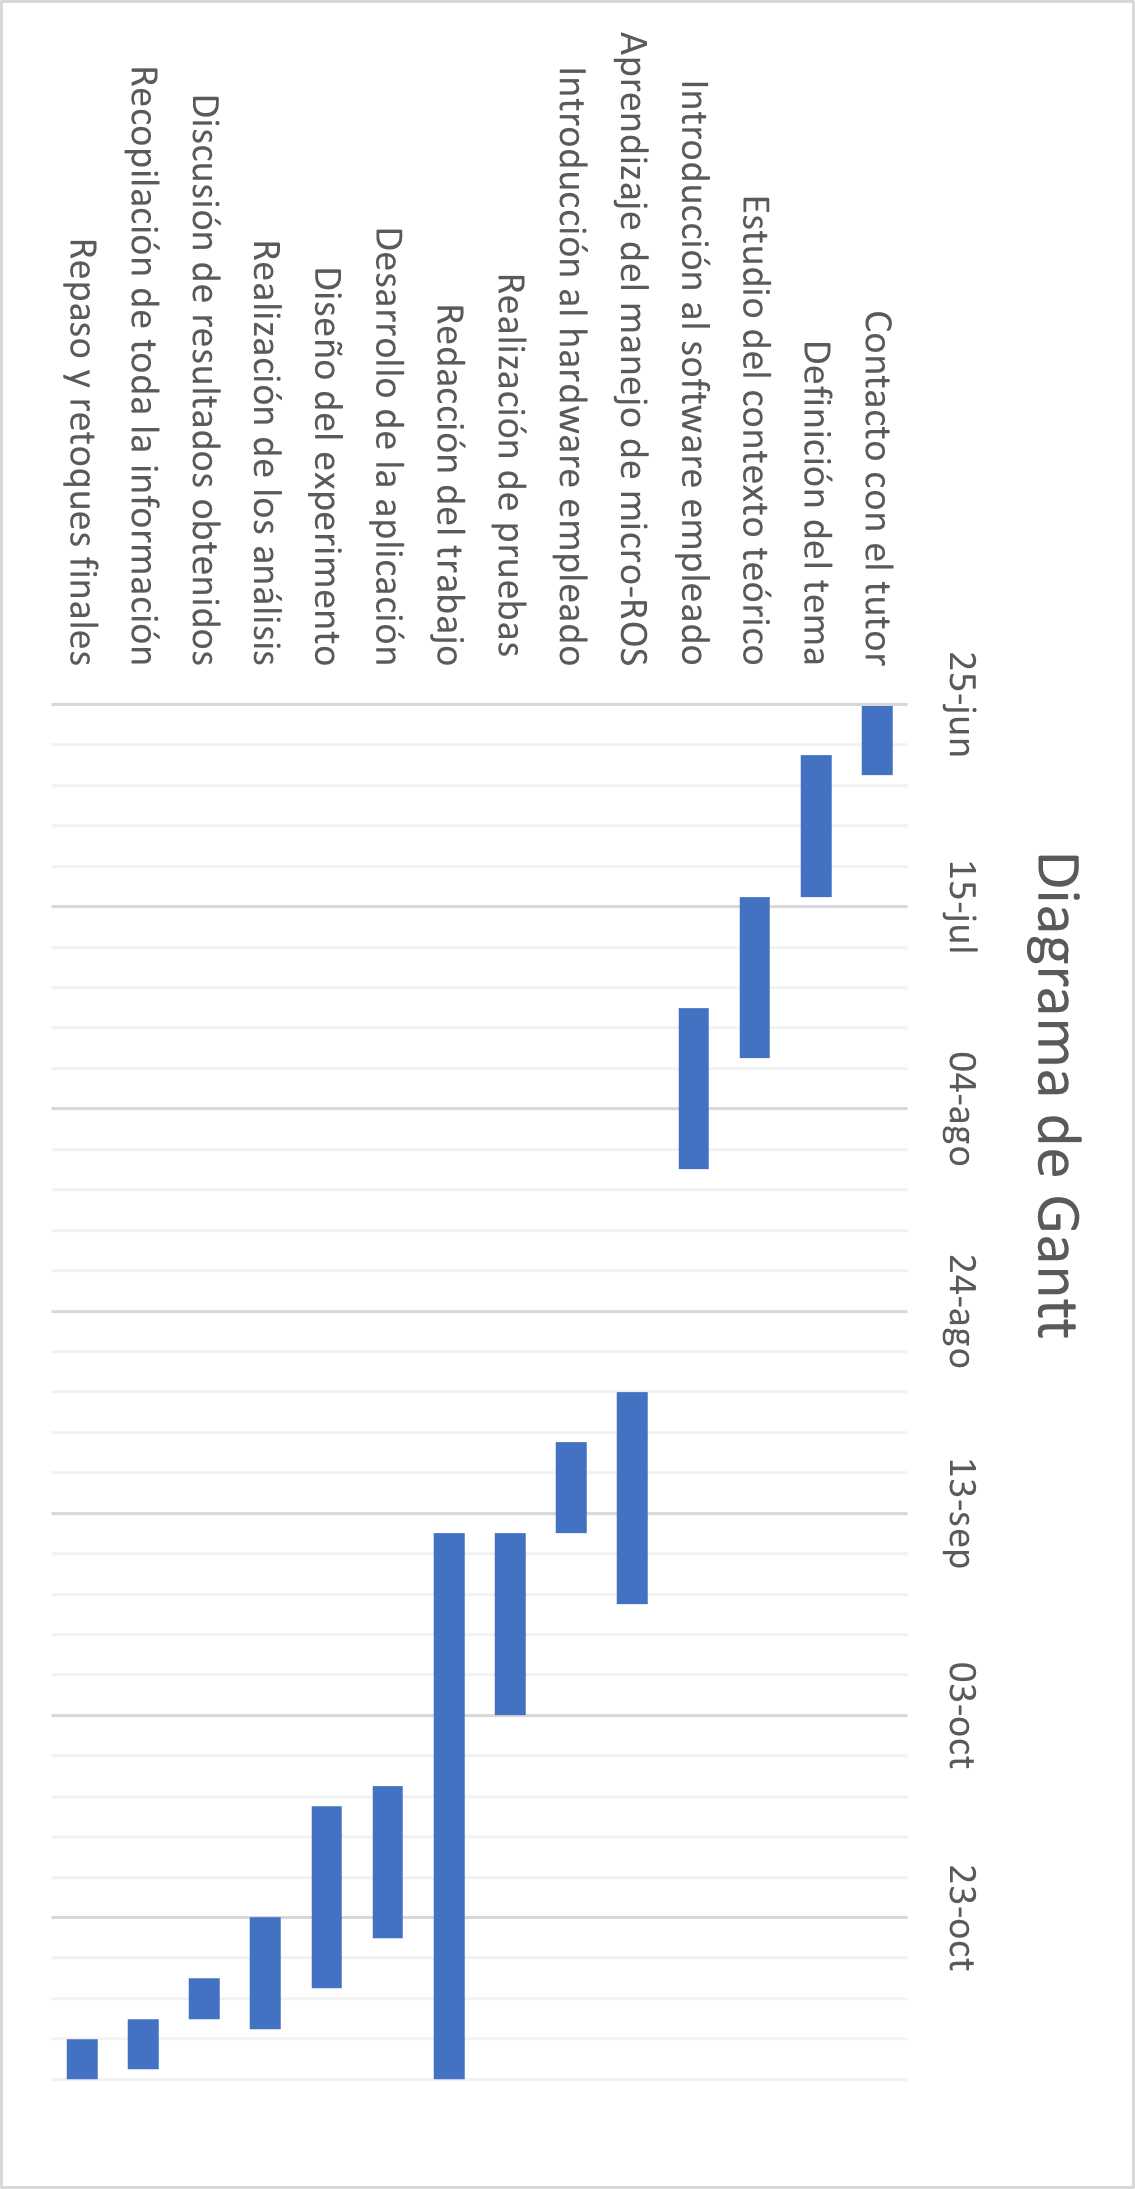 Diagrama de Gantt
25-jun
15-jul
04-ago
24-ago
13-sep
03-oct
23-oct
Contacto con el tutor
Definición del tema
Estudio del contexto teórico
Introducción al software empleado
Aprendizaje del manejo de micro-ROS
Introducción al hardware empleado
Realización de pruebas
Redacción del trabajo
Desarrollo de la aplicación
Diseño del experimento
Realización de los análisis
Discusión de resultados obtenidos
Recopilación de toda la información
Repaso y retoques finales